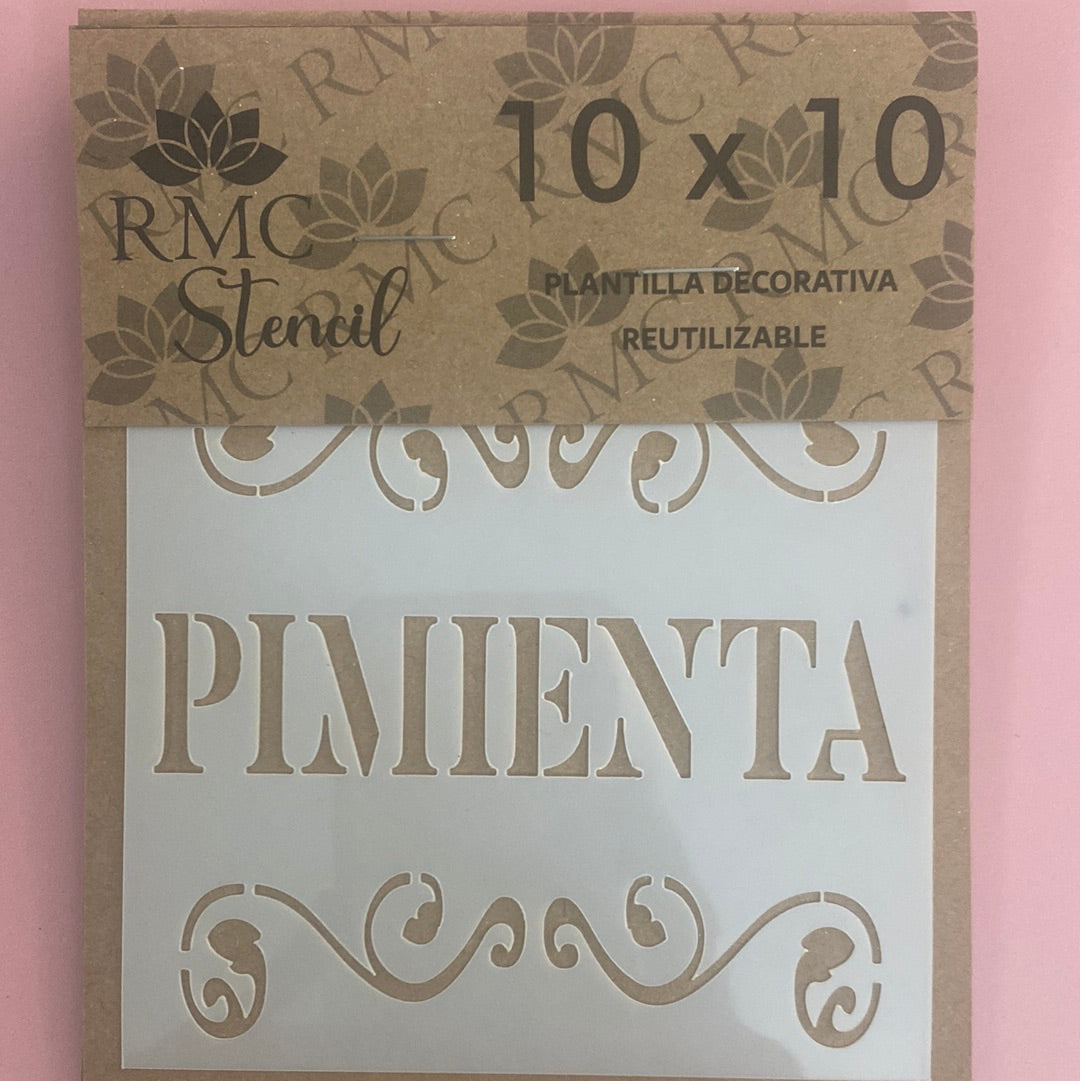 RMC
Stencil
10 x 10
PLANTILLA DECORATIVA
REUTILIZABLE
PIMIENTA